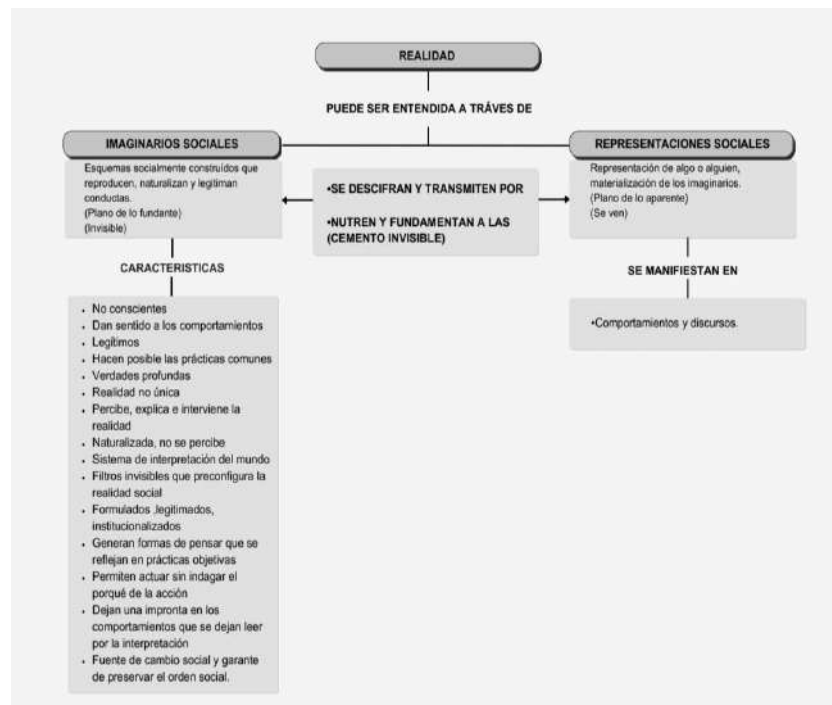 REALIDAD
PUEDE SER ENTENDIDA A TRÁVES DE
IMAGINARIOS SOCIALES
Esquemas socialmente construídos que
reproducen, naturalizan y legitiman
conductas.
(Plano de lo fundante)
(Invisible)
•SE DESCIFRAN Y TRANSMITEN POR
•NUTREN Y FUNDAMENTAN A LAS
(CEMENTO INVISIBLE)
REPRESENTACIONES SOCIALES
Representación de algo o alguien,
materialización de los imaginarios.
(Plano de lo aparente)
(Se ven)
CARACTERISTICAS
• No conscientes
• Dan sentido a los comportamientos
• Legítimos
• Hacen posible las prácticas comunes
• Verdades profundas
• Realidad no única
• Percibe, explica e interviene la
realidad
• Naturalizada, no se percibe
• Sistema de interpretación del mundo
• Filtros invisibles que preconfigura la
realidad social
• Formulados ,legitimados,
institucionalizados
• Generan formas de pensar que se
reflejan en prácticas objetivas
• Permiten actuar sin indagar el
porqué de la acción
• Dejan una impronta en los
comportamientos que se dejan leer
por la interpretación
• Fuente de cambio social y garante
de preservar el orden social.
SE MANIFIESTAN EN
•Comportamientos y discursos.